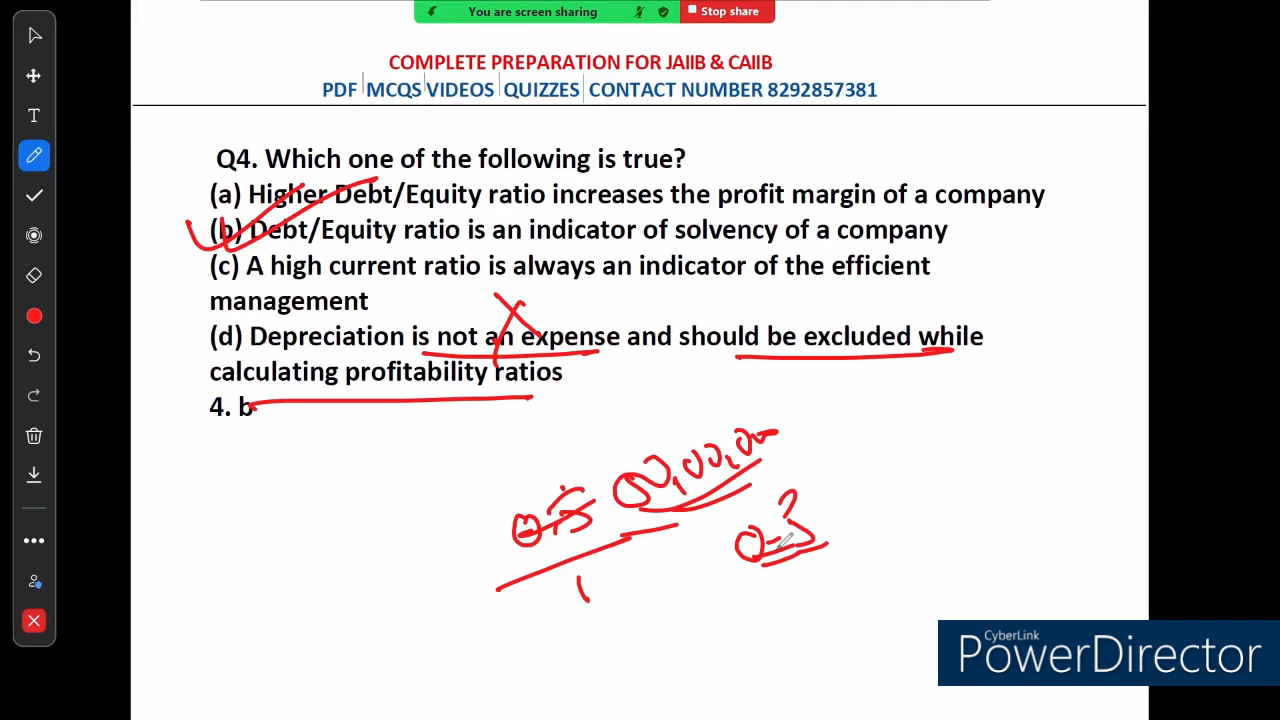 You are screen sharing
Stop share
COMPLETE PREPARATION FOR JAIIB & CAIIB
PDF MCQS VIDEOS QUIZZES CONTACT NUMBER 8292857381
T
Q4. Which one of the following is true?
(a) Higher Debt/Equity ratio increases the profit margin of a company
(b) Debt/Equity ratio is an indicator of solvency of a company
(c) A high current ratio is always an indicator of the efficient
management
(d) Depreciation is not an expense and should be excluded while
calculating profitability ratios
4. b
CyberLink
PowerDirector